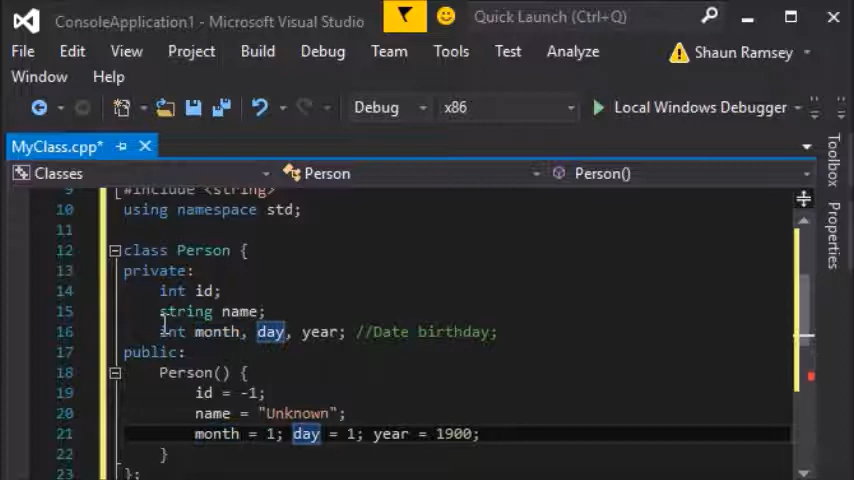 ConsoleApplication1 - Microsoft Visual Studio
Quick Launch (Ctrl+Q)
File Edit View Project Build Debug Team Tools Test Analyze
Shaun Ramsey
Window Help
Debug x86 Local Windows Debugger
MyClass.cpp*
Classes Person Person()
Toolbox
Properties
9 #include <string>
10 using namespace std;
11
12 class Person {
13 private:
14 int id;
15 string name;
16 int month, day, year; //Date birthday;
17 public:
18 Person() {
19 id = -1;
20 name = "Unknown";
21 month = 1; day = 1; year = 1900;
22 }
23 };